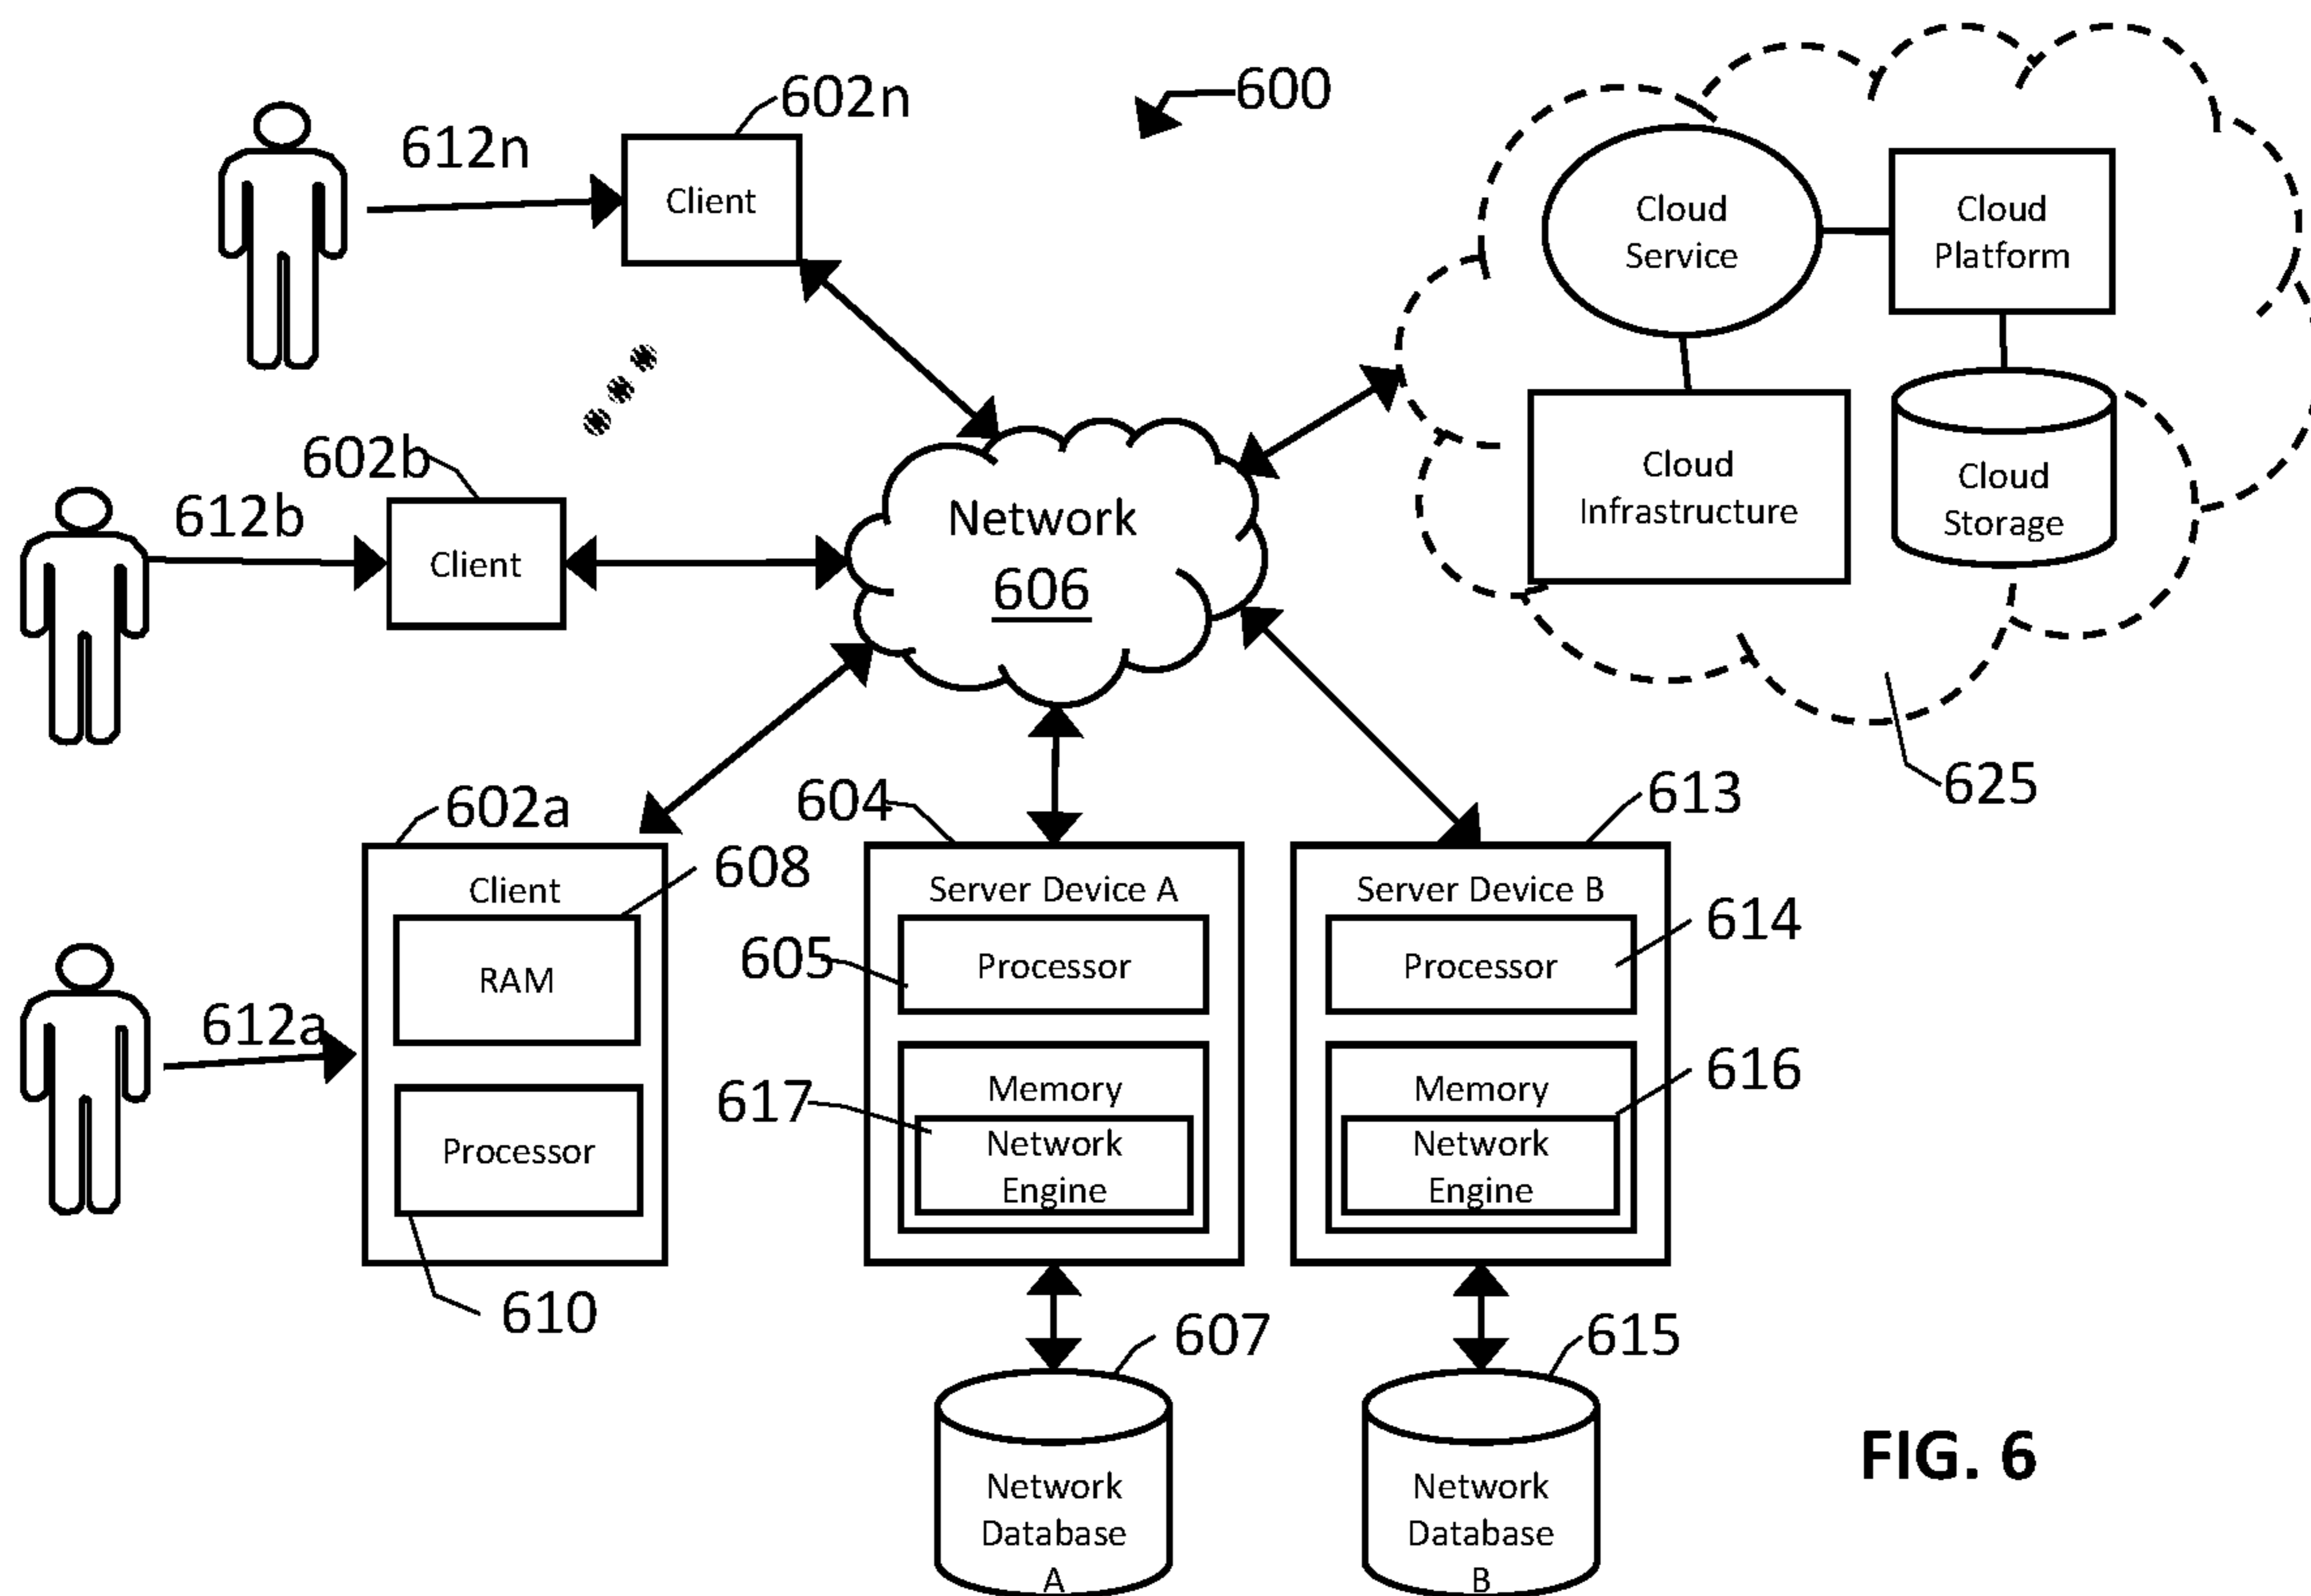 602n
600
612n
Client
Cloud
Service
Cloud
Platform
602b
612b
Client
Network
606
Cloud
Infrastructure
Cloud
Storage
625
602a
604
613
608
Client
RAM
Processor
612a
610
Server Device A
605
Processor
617
Memory
Network
Engine
Server Device B
614
Processor
616
Memory
Network
Engine
607
Network
Database
A
615
Network
Database
B
FIG. 6